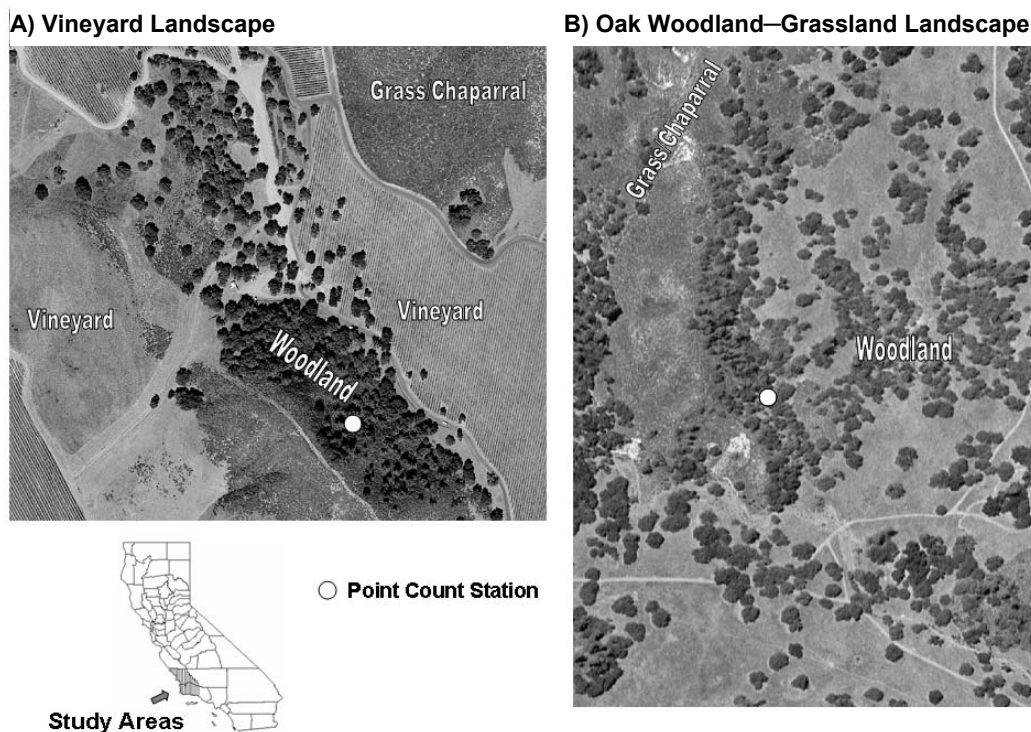 A) Vineyard Landscape
B) Oak Woodland—Grassland Landscape
Grass Chaparral
Vineyard
Vineyard
Woodland
Grass Chaparral
Woodland
Point Count Station
Study Areas